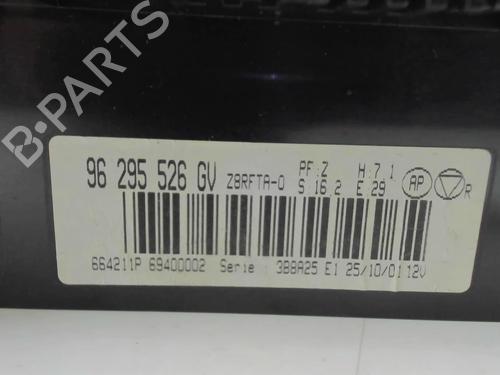 96 295 526 GV Z8RFTA-0 PF:Z H:7.1
S:16.2 E:29 AP R
664211P 69400002 Serie : 3B8A25 E1 25/10/01 12V
B-PARTS